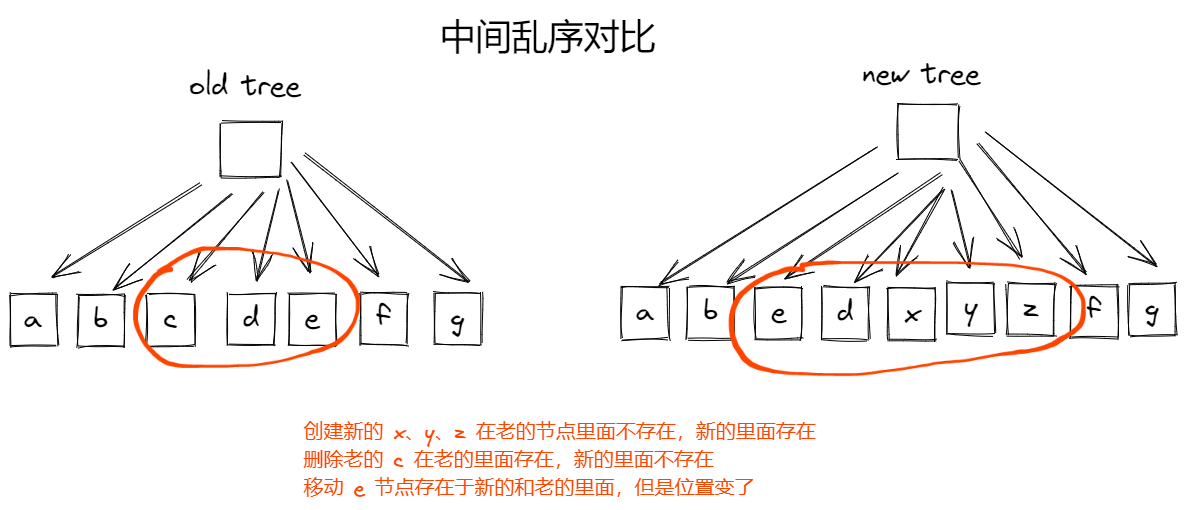 中间乱序对比
old tree
new tree
a b c d e f g
a b e d x y z f g
创建新的 x、y、z 在老的节点里面不存在，新的里面存在
删除老的 c 在老的里面存在，新的里面不存在
移动 e 节点存在于新的和老的里面，但是位置变了